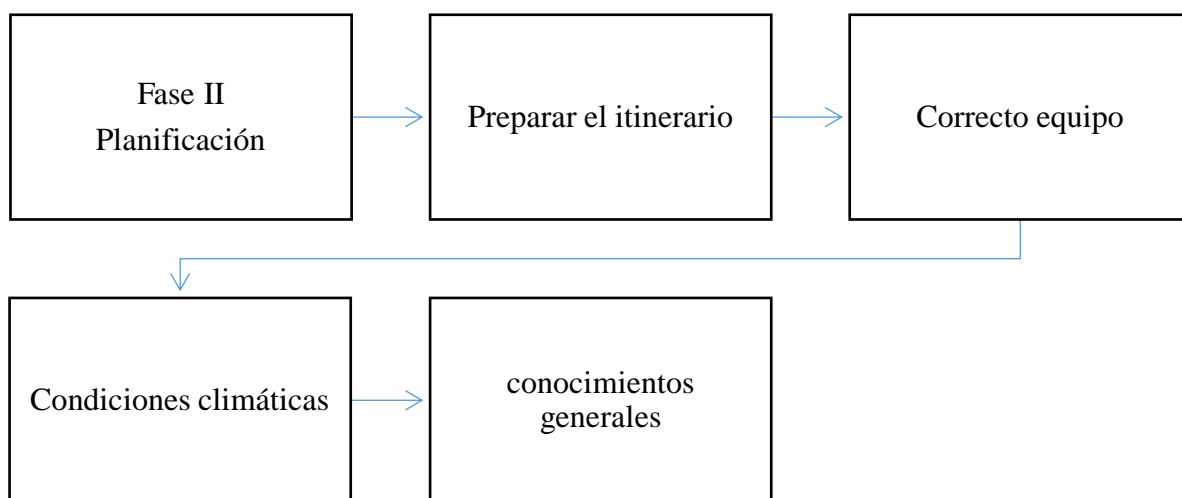 Fase II
Planificación
Preparar el itinerario
Correcto equipo
Condiciones climáticas
conocimientos
generales